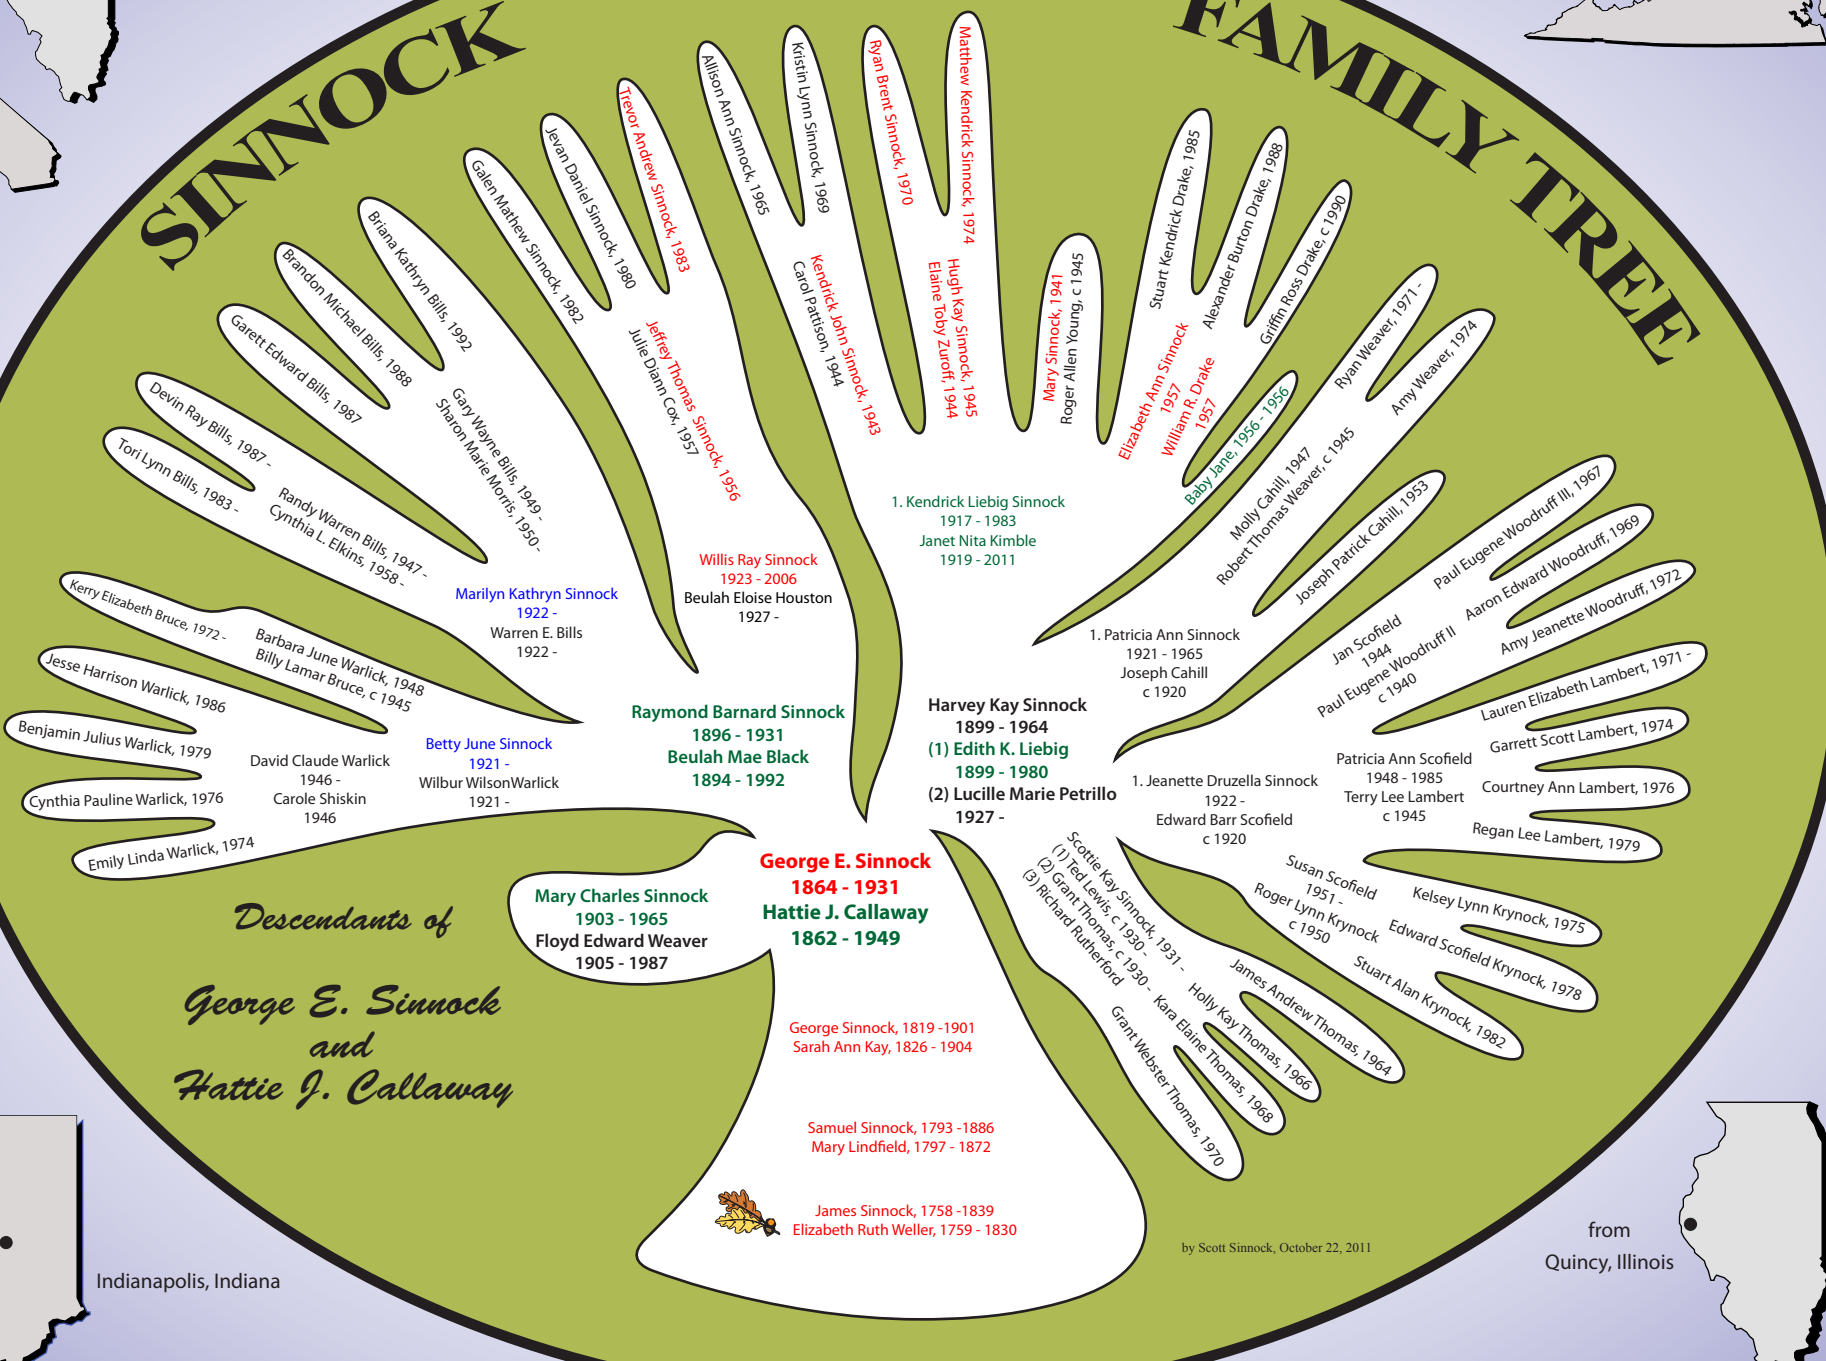 SINNOCK FAMILY TREE
Tori Lynn Bills, 1983 -
Devin Ray Bills, 1987 -
Randy Warren Bills, 1947 -
Cynthia L. Elkins, 1958 -
Garett Edward Bills, 1987
Brandon Michael Bills, 1988
Briana Kathryn Bills, 1992
Gary Wayne Bills, 1949 -
Sharon Marie Morris, 1950 -
Marilyn Kathryn Sinnock
1922 -
Warren E. Bills
1922 -
Galen Mathew Sinnock, 1982
Jevan Daniel Sinnock, 1980
Trevor Andrew Sinnock, 1983
Jeffrey Thomas Sinnock, 1956
Julie Diann Cox, 1957
Willis Ray Sinnock
1923 - 2006
Beulah Eloise Houston
1927 -
Allison Ann Sinnock, 1965
Kristin Lynn Sinnock, 1969
Kendrick John Sinnock, 1943
Carol Pattison, 1944
Ryan Brent Sinnock, 1970
Matthew Kendrick Sinnock, 1974
Hugh Kay Sinnock, 1945
Elaine Toby Zuroff, 1944
Mary Sinnock, 1941
Roger Allen Young, c 1945
Stuart Kendrick Drake, 1985
Alexander Burton Drake, 1988
Griffin Ross Drake, c 1990
Elizabeth Ann Sinnock
1957
William R. Drake
1957
Baby Jane, 1956 - 1956
1. Kendrick Liebig Sinnock
1917 - 1983
Janet Nita Kimble
1919 - 2011
Ryan Weaver, 1971 -
Amy Weaver, 1974
Molly Cahill, 1947
Robert Thomas Weaver, c 1945
Joseph Patrick Cahill, 1953
1. Patricia Ann Sinnock
1921 - 1965
Joseph Cahill
c 1920
Paul Eugene Woodruff III, 1967
Aaron Edward Woodruff, 1969
Amy Jeanette Woodruff, 1972
Jan Scofield
1944
Paul Eugene Woodruff II
c 1940
Lauren Elizabeth Lambert, 1971 -
Garrett Scott Lambert, 1974
Courtney Ann Lambert, 1976
Regan Lee Lambert, 1979
Patricia Ann Scofield
1948 - 1985
Terry Lee Lambert
c 1945
1. Jeanette Druzella Sinnock
1922 -
Edward Barr Scofield
c 1920
Susan Scofield
1951 -
Roger Lynn Krynock
c 1950
Kelsey Lynn Krynock, 1975
Edward Scofield Krynock, 1978
Stuart Alan Krynock, 1982
Scottie Kay Sinnock, 1931 -
(1) Ted Lewis, c 1930 -
(2) Grant Thomas, c 1930 -
(3) Richard Rutherford
James Andrew Thomas, 1964
Holly Kay Thomas, 1966
Kara Elaine Thomas, 1968
Grant Webster Thomas, 1970
Kerry Elizabeth Bruce, 1972 -
Barbara June Warlick, 1948
Billy Lamar Bruce, c 1945
Jesse Harrison Warlick, 1986
Benjamin Julius Warlick, 1979
Cynthia Pauline Warlick, 1976
Emily Linda Warlick, 1974
David Claude Warlick
1946 -
Carole Shiskin
1946
Betty June Sinnock
1921 -
Wilbur WilsonWarlick
1921 -
Raymond Barnard Sinnock
1896 - 1931
Beulah Mae Black
1894 - 1992
Harvey Kay Sinnock
1899 - 1964
(1) Edith K. Liebig
1899 - 1980
(2) Lucille Marie Petrillo
1927 -
Mary Charles Sinnock
1903 - 1965
Floyd Edward Weaver
1905 - 1987
George E. Sinnock
1864 - 1931
Hattie J. Callaway
1862 - 1949
George Sinnock, 1819 -1901
Sarah Ann Kay, 1826 - 1904
Samuel Sinnock, 1793 -1886
Mary Lindfield, 1797 - 1872
James Sinnock, 1758 -1839
Elizabeth Ruth Weller, 1759 - 1830
Descendants of
George E. Sinnock
and
Hattie J. Callaway
Indianapolis, Indiana
by Scott Sinnock, October 22, 2011
from
Quincy, Illinois